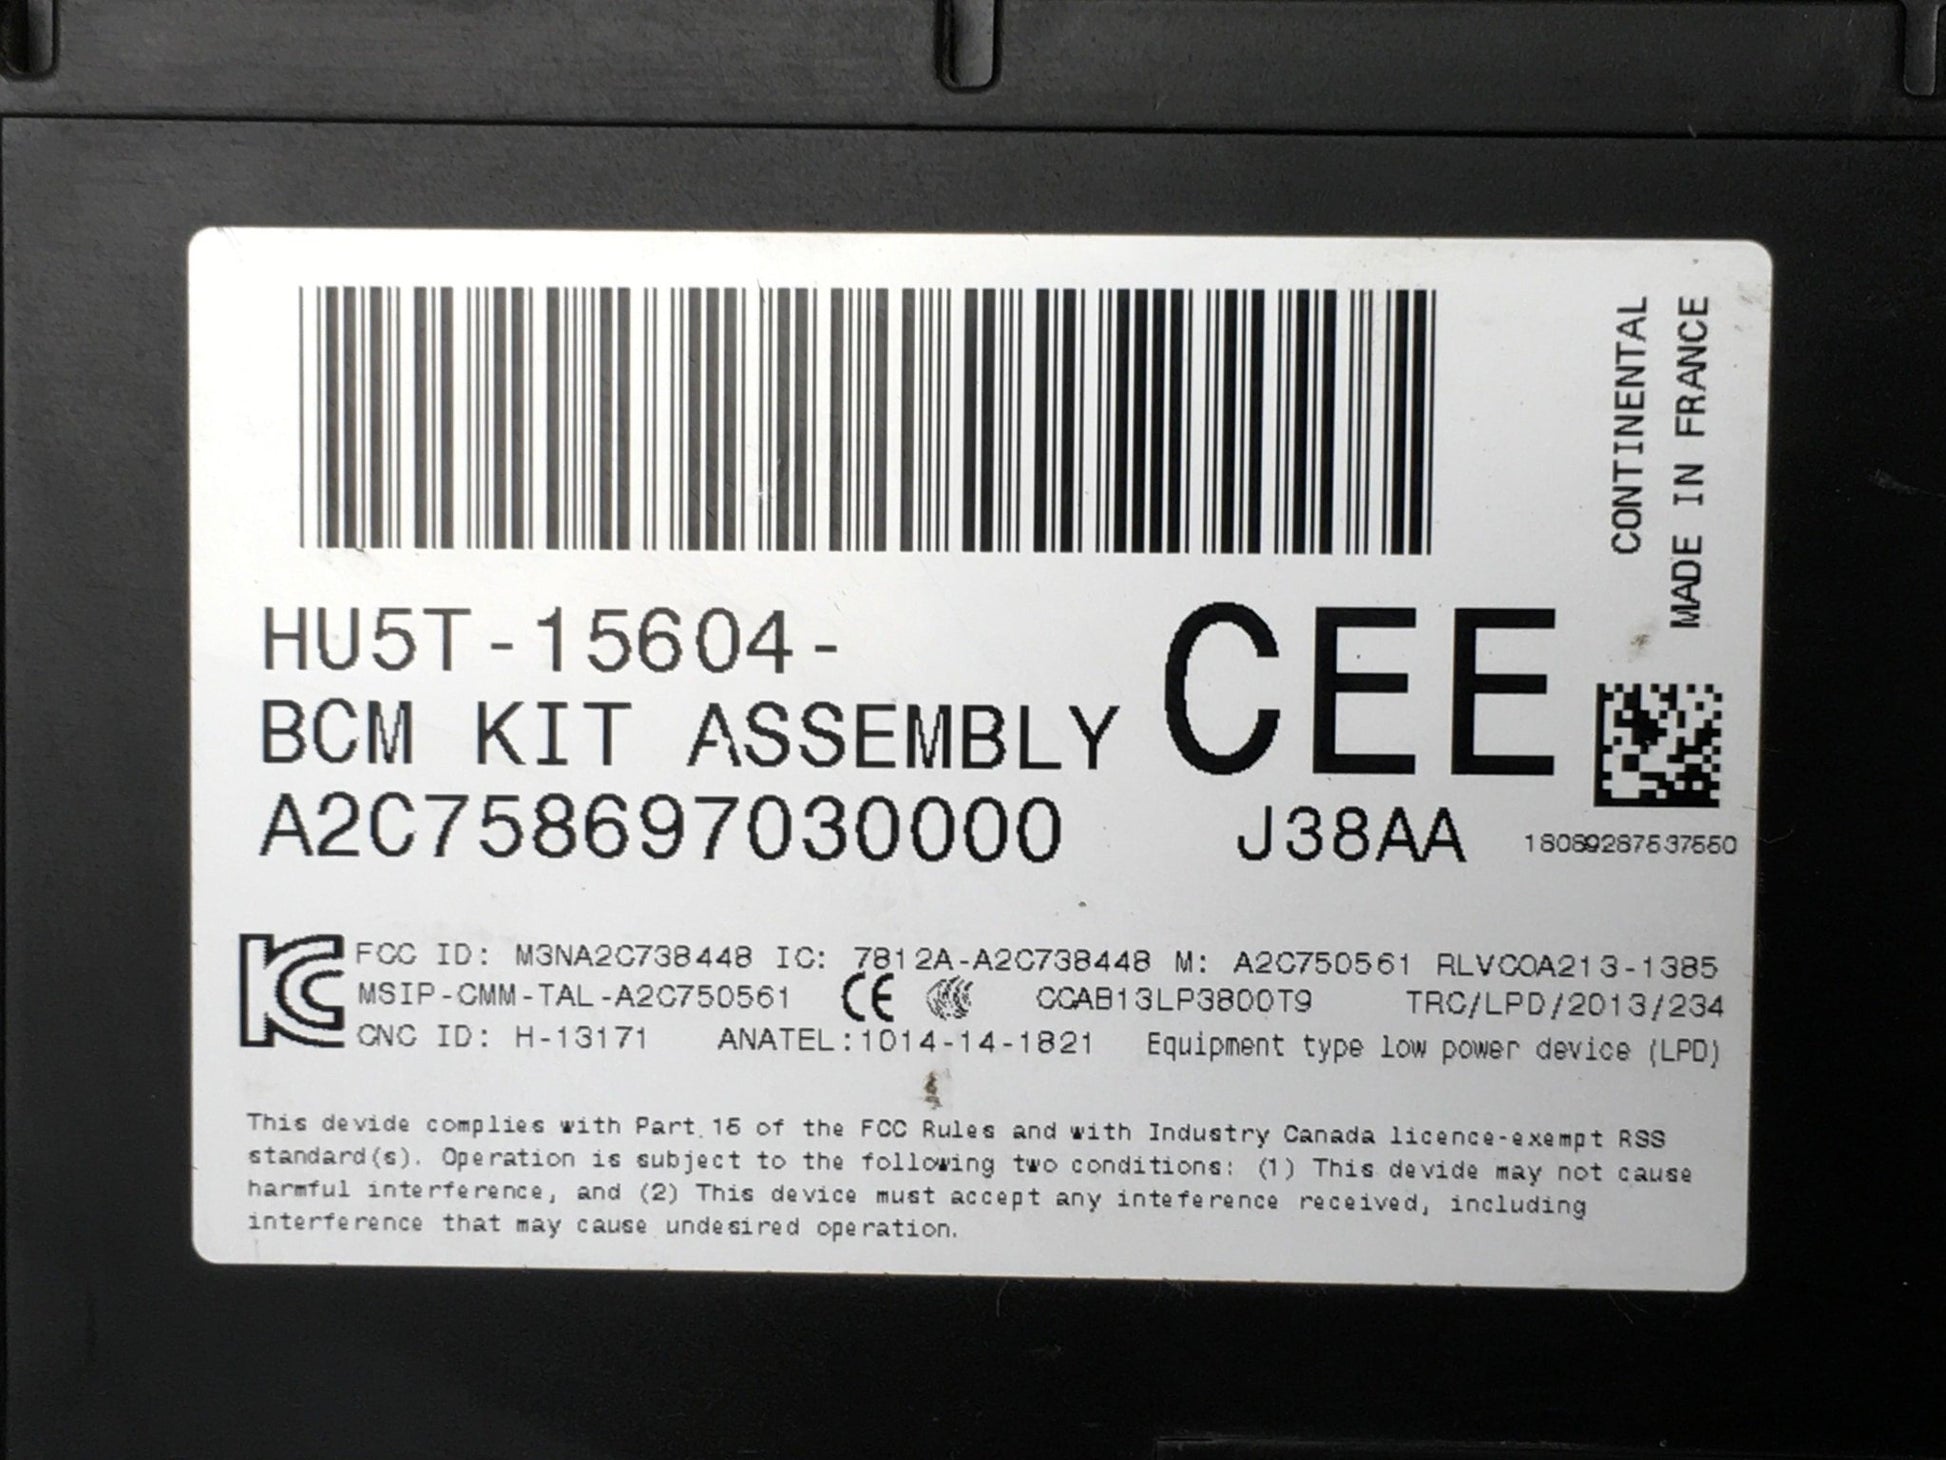 CONTINENTAL
MADE IN FRANCE
HU5T-15604-
CEE
BCM KIT ASSEMBLY
A2C758697030000
J38AA
18089287537550
FCC ID: M3NA2C738448 IC: 7812A-A2C738448 M: A2C750561 RLVCOA213-1385
MSIP-CMM-TAL-A2C750561 CE CCAB13LP3800T9 TRC/LPD/2013/234
CNC ID: H-13171 ANATEL:1014-14-1821 Equipment type low power device (LPD)
This devide complies with Part.15 of the FCC Rules and with Industry Canada licence-exempt RSS
standard(s). Operation is subject to the following two conditions: (1) This devide may not cause
harmful interference, and (2) This device must accept any inteference received, including
interference that may cause undesired operation.